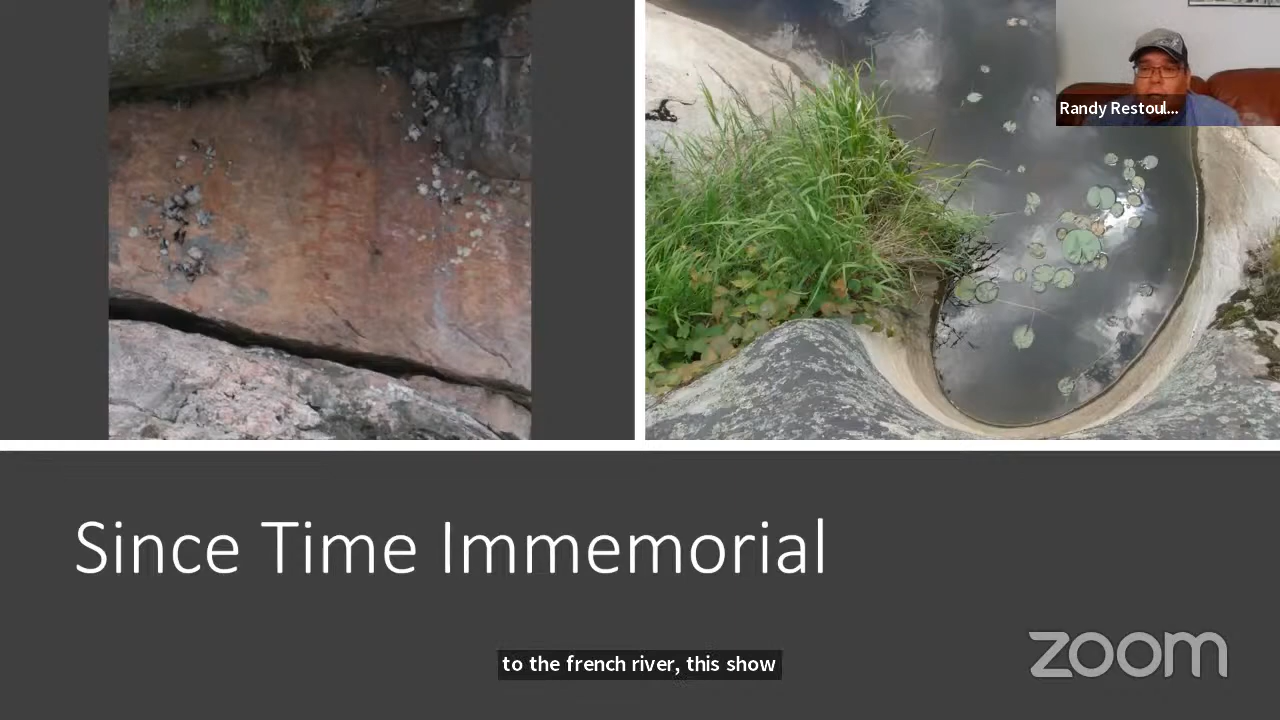 Randy Restoul...
Since Time Immemorial
to the french river, this show
zoom